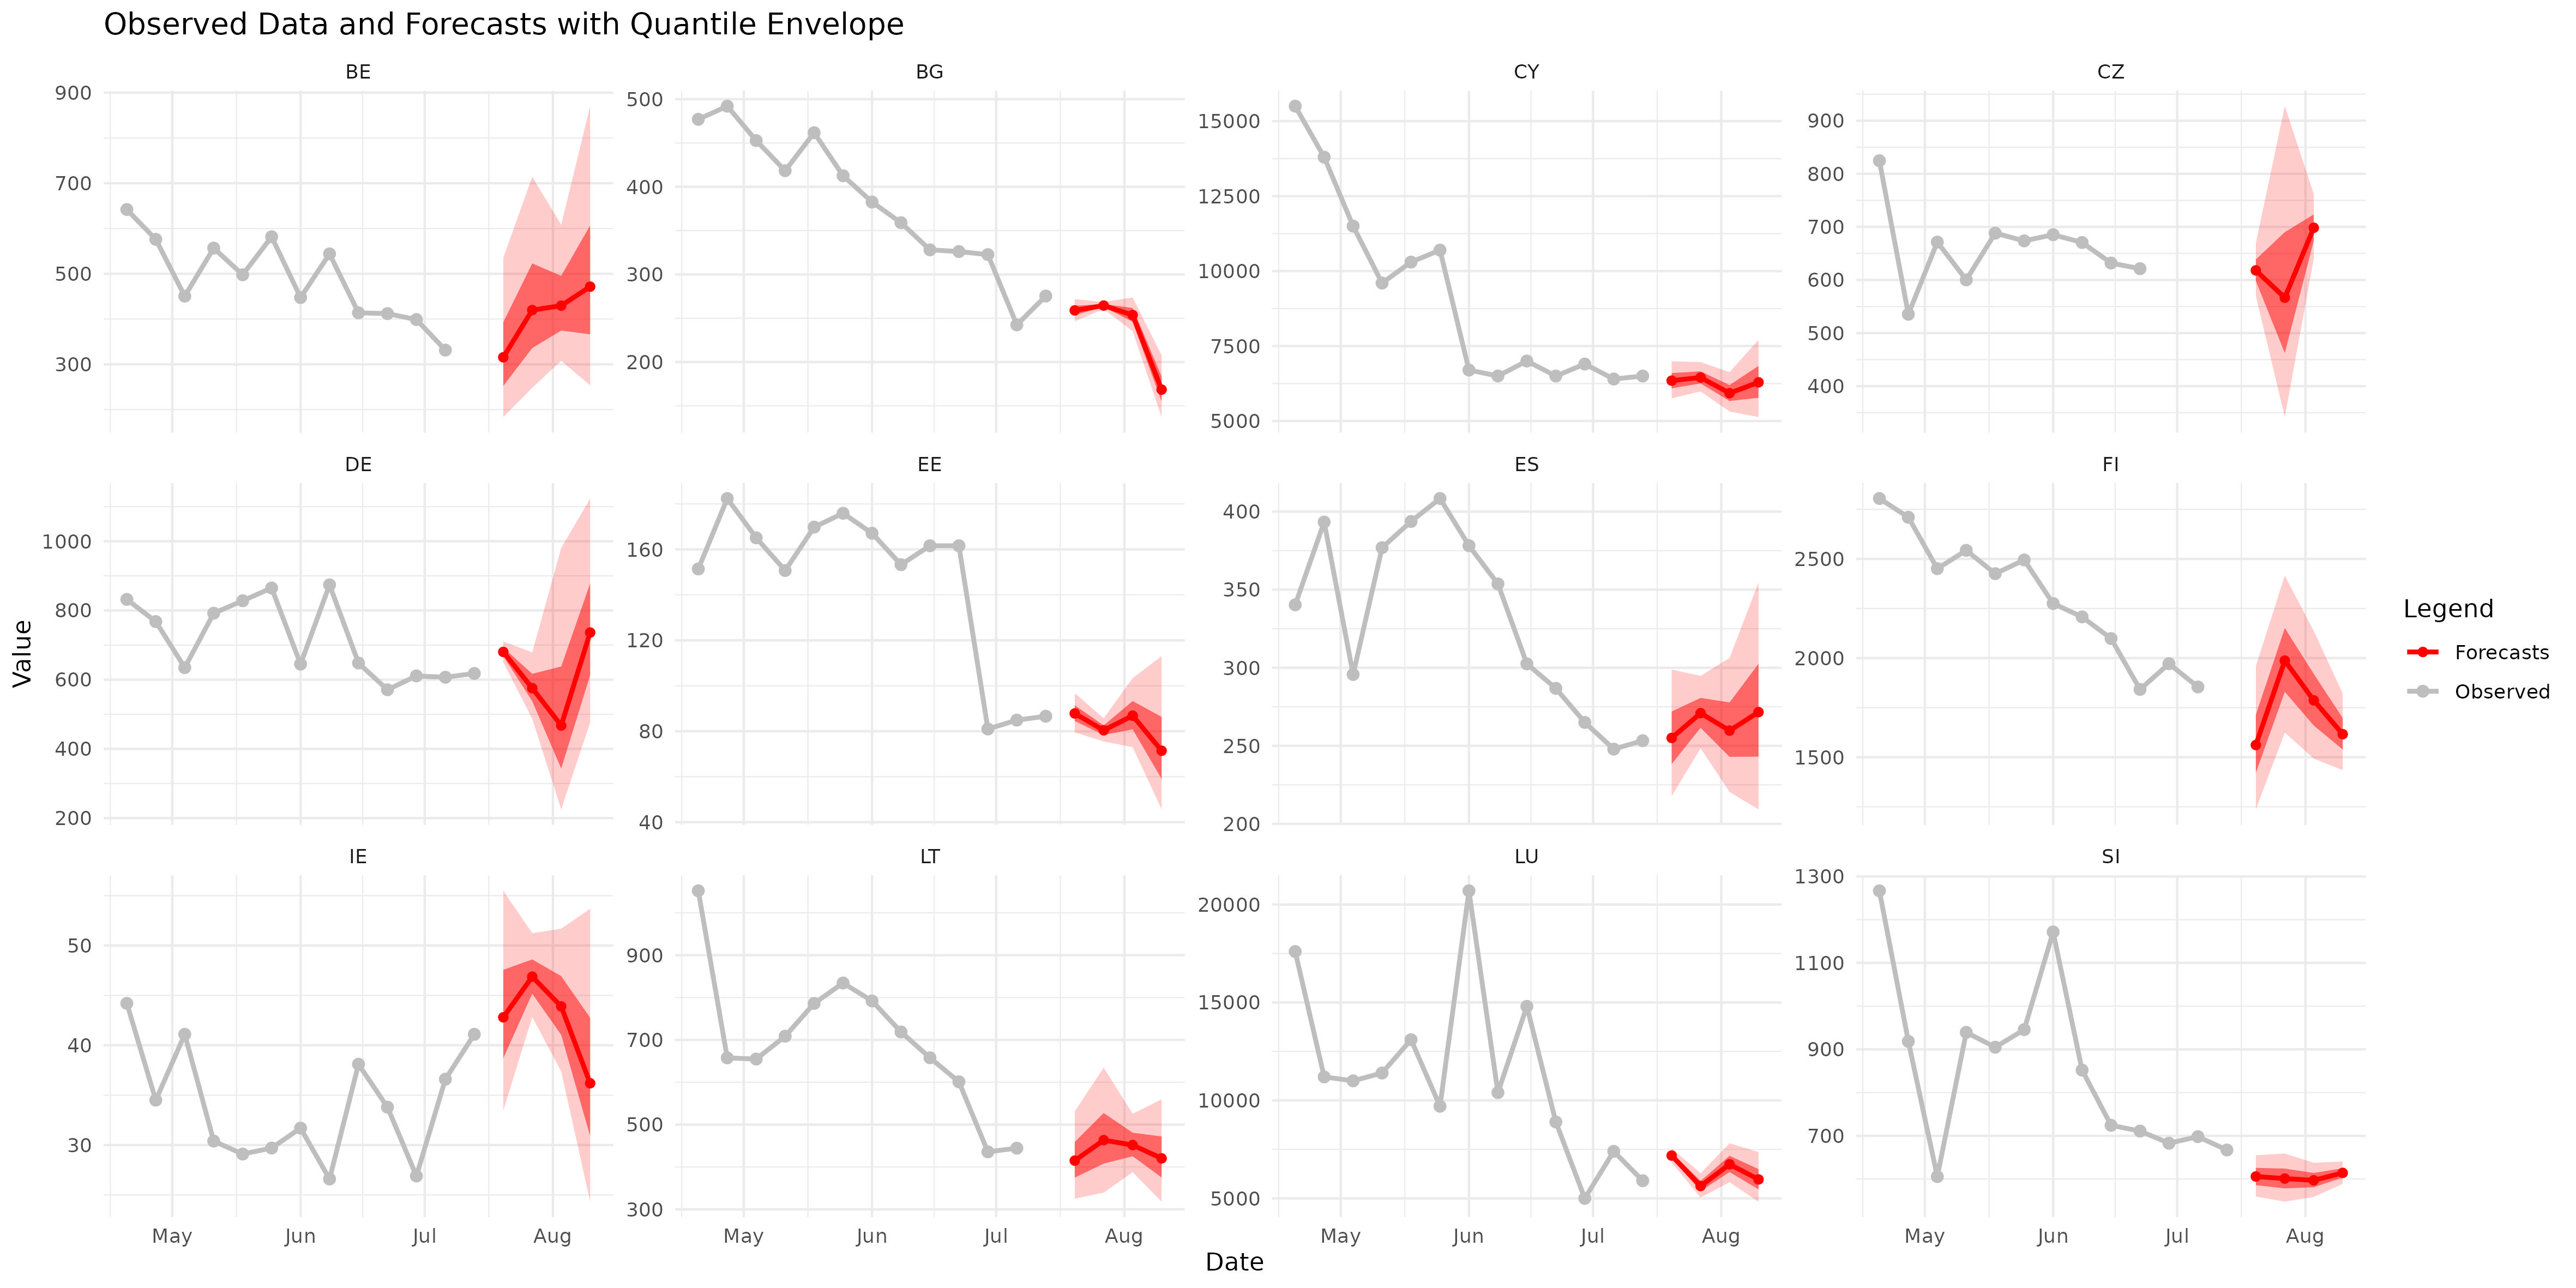 Observed Data and Forecasts with Quantile Envelope
BE
BG
CY
CZ
900
700
500
300
500
400
300
200
15000
12500
10000
7500
5000
900
800
700
600
500
400
DE
EE
ES
FI
Value
1000
800
600
400
200
160
120
80
40
400
350
300
250
200
2500
2000
1500
Legend
Forecasts
Observed
IE
LT
LU
SI
50
40
30
900
700
500
300
20000
15000
10000
5000
1300
1100
900
700
May Jun Jul Aug
May Jun Jul Aug
May Jun Jul Aug
May Jun Jul Aug
Date